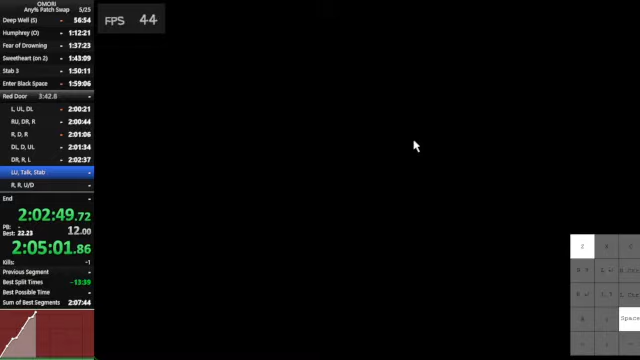 OMORI
Any% Patch Swap 5/25
Deep Well (S) - 56:54
Humphrey (O) - 1:12:21
Fear of Drowning - 1:37:23
Sweetheart (on 2) - 1:43:09
Stab 3 - 1:50:11
Enter Black Space - 1:59:06
Red Door 3:42.8 -
L, UL, DL - 2:00:21
RU, DR, R - 2:00:44
R, D, R - 2:01:06
DL, D, UL - 2:01:34
DR, R, L - 2:02:37
LU, Talk, Stab -
R, R, U/D -
End -
2:02:49.72
PB: -
Best: 22.23 12.00
2:05:01.86
Kills: -1
Previous Segment -
Best Split Times -13:39
Best Possible Time -
Sum of Best Segments 2:07:44
FPS 44
Z
Space